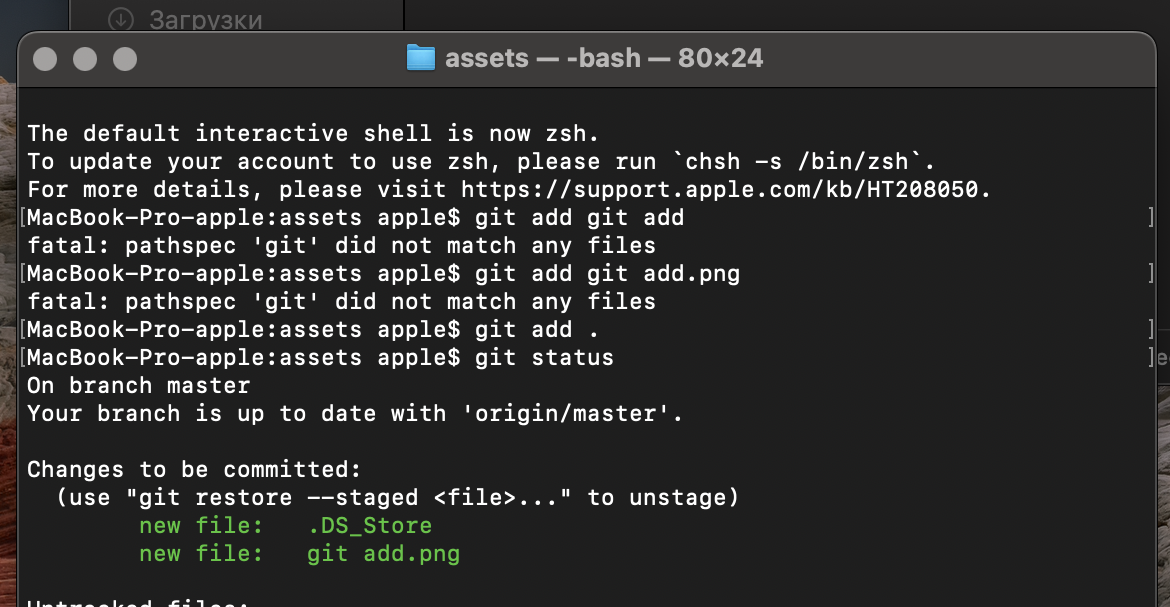 Загрузки
assets — -bash — 80×24
The default interactive shell is now zsh.
To update your account to use zsh, please run `chsh -s /bin/zsh`.
For more details, please visit https://support.apple.com/kb/HT208050.
[MacBook-Pro-apple:assets apple$ git add git add ]
fatal: pathspec 'git' did not match any files
[MacBook-Pro-apple:assets apple$ git add git add.png ]
fatal: pathspec 'git' did not match any files
[MacBook-Pro-apple:assets apple$ git add . ]
[MacBook-Pro-apple:assets apple$ git status ]
On branch master
Your branch is up to date with 'origin/master'.
Changes to be committed:
(use "git restore --staged <file>..." to unstage)
new file: .DS_Store
new file: git add.png
Untracked files: